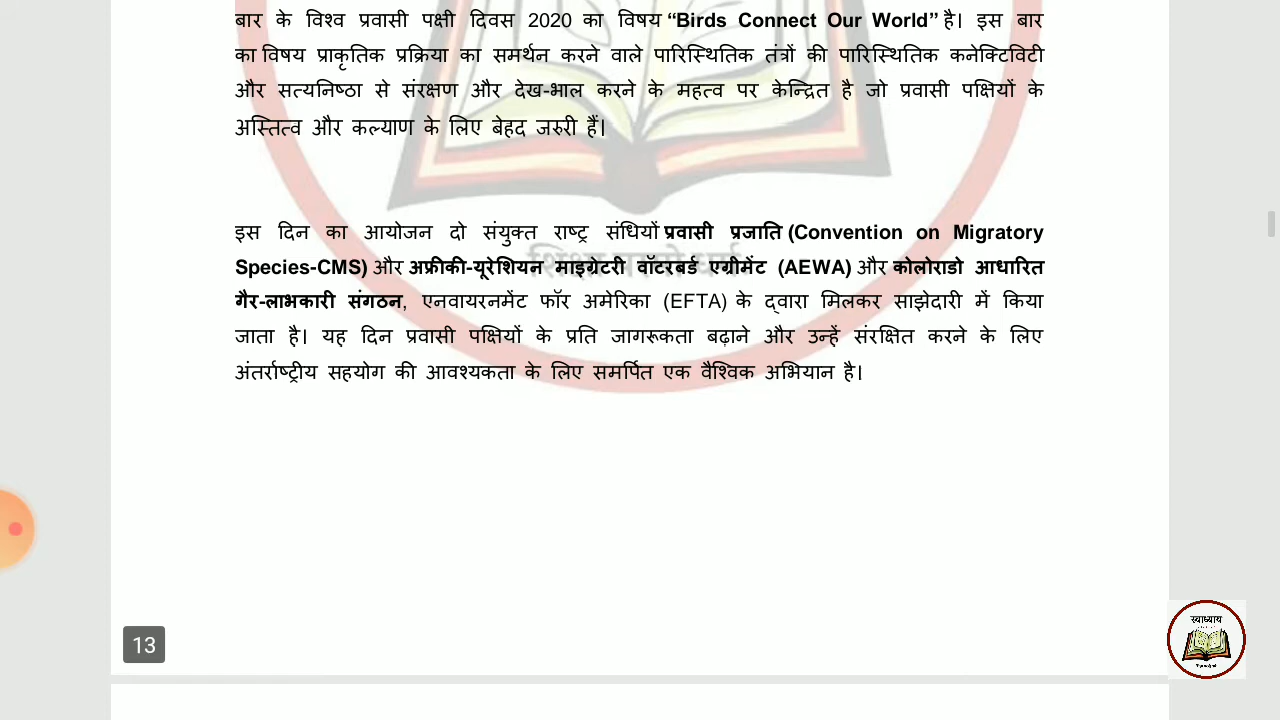 बार के विश्व प्रवासी पक्षी दिवस 2020 का विषय “Birds Connect Our World” है। इस बार
का विषय प्राकृतिक प्रक्रिया का समर्थन करने वाले पारिस्थितिक तंत्रों की पारिस्थितिक कनेक्टिविटी
और सत्यनिष्ठा से संरक्षण और देख-भाल करने के महत्व पर केन्द्रित है जो प्रवासी पक्षियों के
अस्तित्व और कल्याण के लिए बेहद जरुरी हैं।
इस दिन का आयोजन दो संयुक्त राष्ट्र संधियों प्रवासी प्रजाति (Convention on Migratory
Species-CMS) और अफ्रीकी-यूरेशियन माइग्रेटरी वॉटरबर्ड एग्रीमेंट (AEWA) और कोलोराडो आधारित
गैर-लाभकारी संगठन, एनवायरनमेंट फॉर अमेरिका (EFTA) के द्वारा मिलकर साझेदारी में किया
जाता है। यह दिन प्रवासी पक्षियों के प्रति जागरूकता बढ़ाने और उन्हें संरक्षित करने के लिए
अंतर्राष्ट्रीय सहयोग की आवश्यकता के लिए समर्पित एक वैश्विक अभियान है।
13
स्वाध्याय